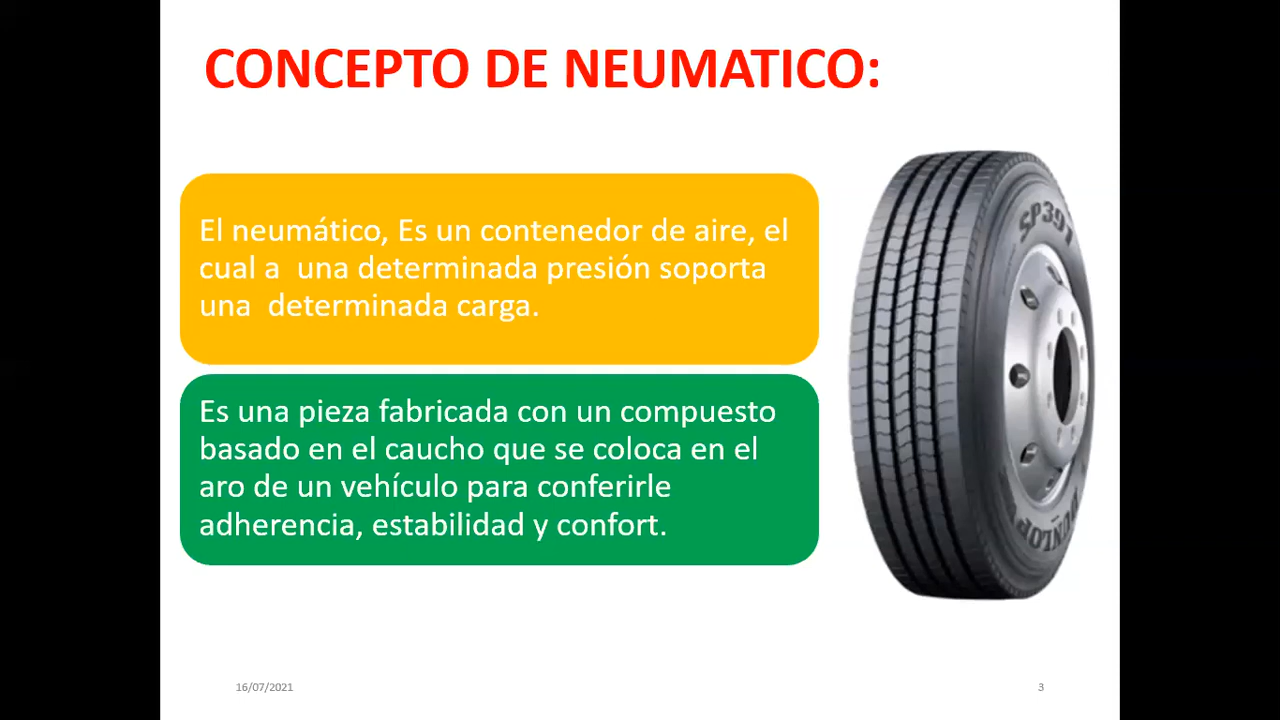 CONCEPTO DE NEUMATICO:
El neumático, Es un contenedor de aire, el
cual a  una determinada presión soporta
una  determinada carga.
Es una pieza fabricada con un compuesto
basado en el caucho que se coloca en el
aro de un vehículo para conferirle
adherencia, estabilidad y confort.
SP391
DUNLOP
16/07/2021
3